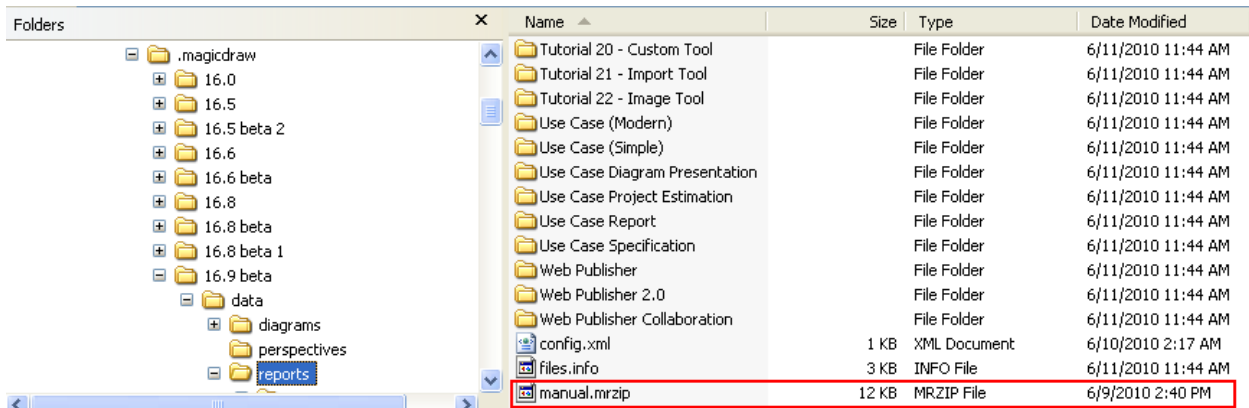 Folders
.magicdraw
16.0
16.5
16.5 beta 2
16.6
16.6 beta
16.8
16.8 beta
16.8 beta 1
16.9 beta
data
diagrams
perspectives
reports
Name Size Type Date Modified
Tutorial 20 - Custom Tool File Folder 6/11/2010 11:44 AM
Tutorial 21 - Import Tool File Folder 6/11/2010 11:44 AM
Tutorial 22 - Image Tool File Folder 6/11/2010 11:44 AM
Use Case (Modern) File Folder 6/11/2010 11:44 AM
Use Case (Simple) File Folder 6/11/2010 11:44 AM
Use Case Diagram Presentation File Folder 6/11/2010 11:44 AM
Use Case Project Estimation File Folder 6/11/2010 11:44 AM
Use Case Report File Folder 6/11/2010 11:44 AM
Use Case Specification File Folder 6/11/2010 11:44 AM
Web Publisher File Folder 6/11/2010 11:44 AM
Web Publisher 2.0 File Folder 6/11/2010 11:44 AM
Web Publisher Collaboration File Folder 6/11/2010 11:44 AM
config.xml 1 KB XML Document 6/10/2010 2:17 AM
files.info 3 KB INFO File 6/11/2010 11:44 AM
manual.mrzip 12 KB MRZIP File 6/9/2010 2:40 PM